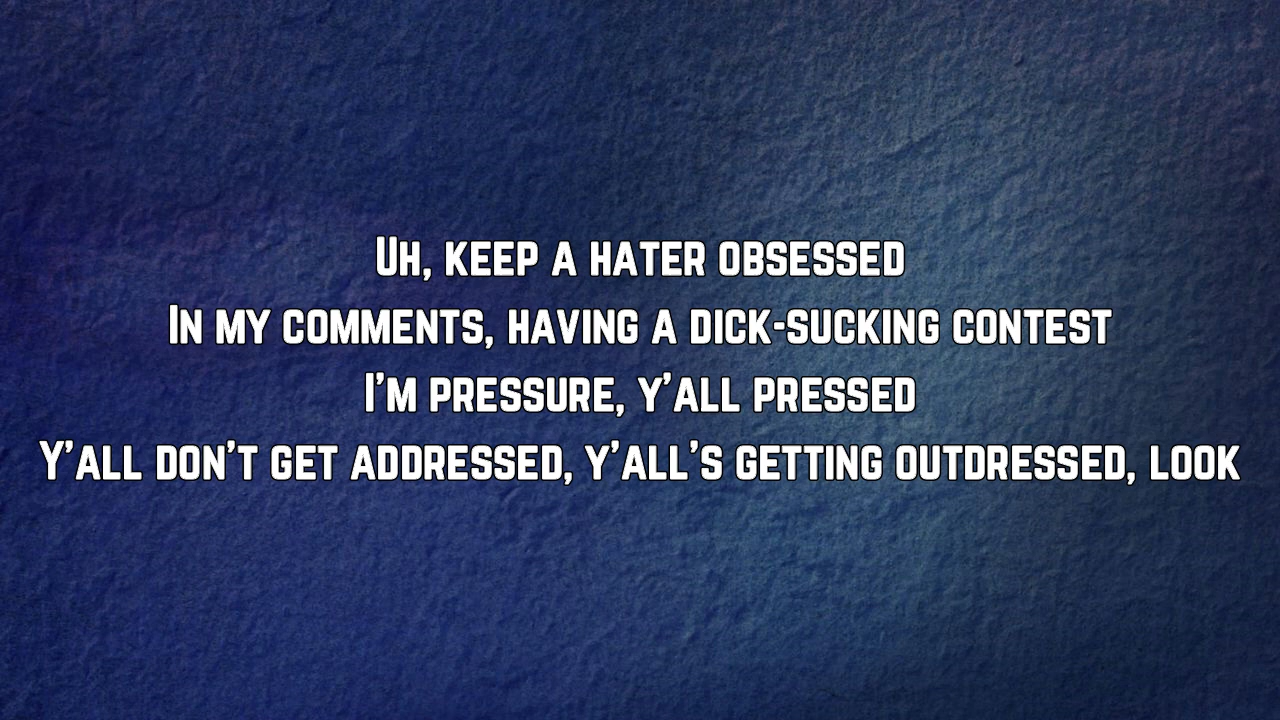 Uh, keep a hater obsessed
In my comments, having a dick-sucking contest
I'm pressure, y'all pressed
Y'all don't get addressed, y'all's getting outdressed, look